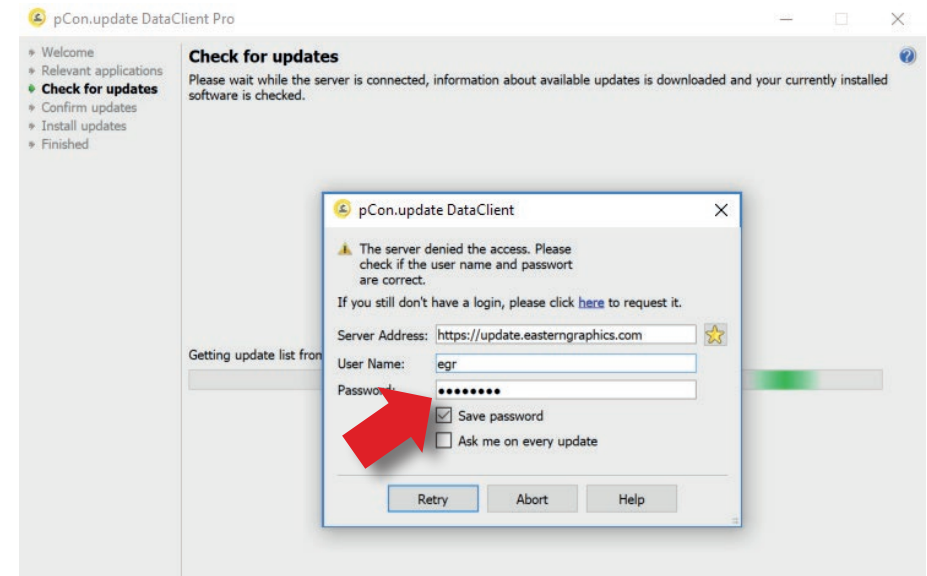 pCon.update DataClient Pro
Welcome
Relevant applications
Check for updates
Confirm updates
Install updates
Finished
Check for updates
Please wait while the server is connected, information about available updates is downloaded and your currently installed
software is checked.
Getting update list from
pCon.update DataClient
The server denied the access. Please
check if the user name and passwort
are correct.
If you still don't have a login, please click here to request it.
Server Address: https://update.easterngraphics.com
User Name: egr
Password: ●●●●●●●●
Save password
Ask me on every update
Retry Abort Help